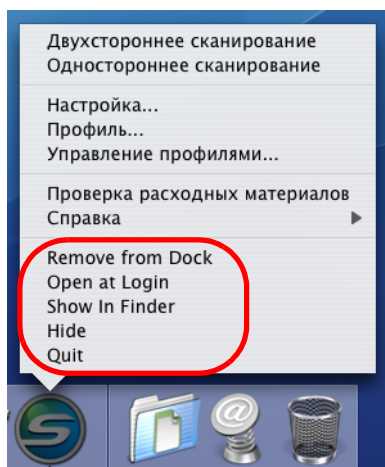 Двухстороннее сканирование
Одностороннее сканирование
Настройка...
Профиль...
Управление профилями...
Проверка расходных материалов
Справка
Remove from Dock
Open at Login
Show In Finder
Hide
Quit